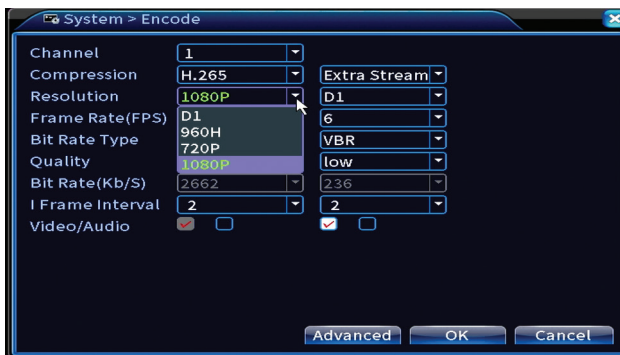 System > Encode
Channel 1
Compression H.265 Extra Stream
Resolution 1080P D1
Frame Rate(FPS) D1 6
Bit Rate Type 960H VBR
720P
Quality 1080P low
Bit Rate(Kb/S) 2662 236
I Frame Interval 2 2
Video/Audio
Advanced OK Cancel